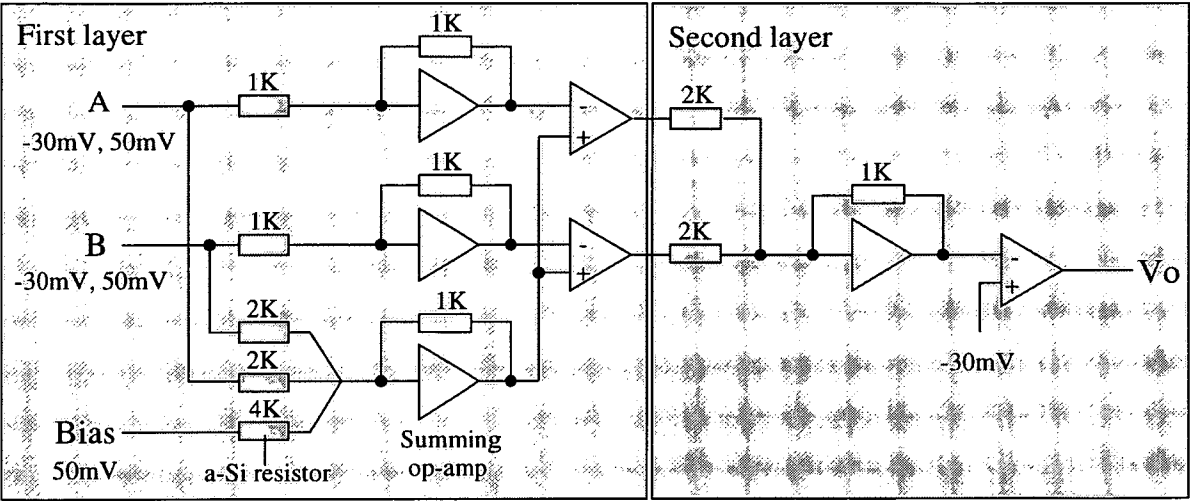 First layer
Second layer
1K
1K
A
-30mV, 50mV
-
+
2K
1K
1K
B
-30mV, 50mV
-
+
2K
1K
-
+
Vo
-30mV
2K
2K
4K
1K
Bias
50mV
a-Si resistor
Summing
op-amp